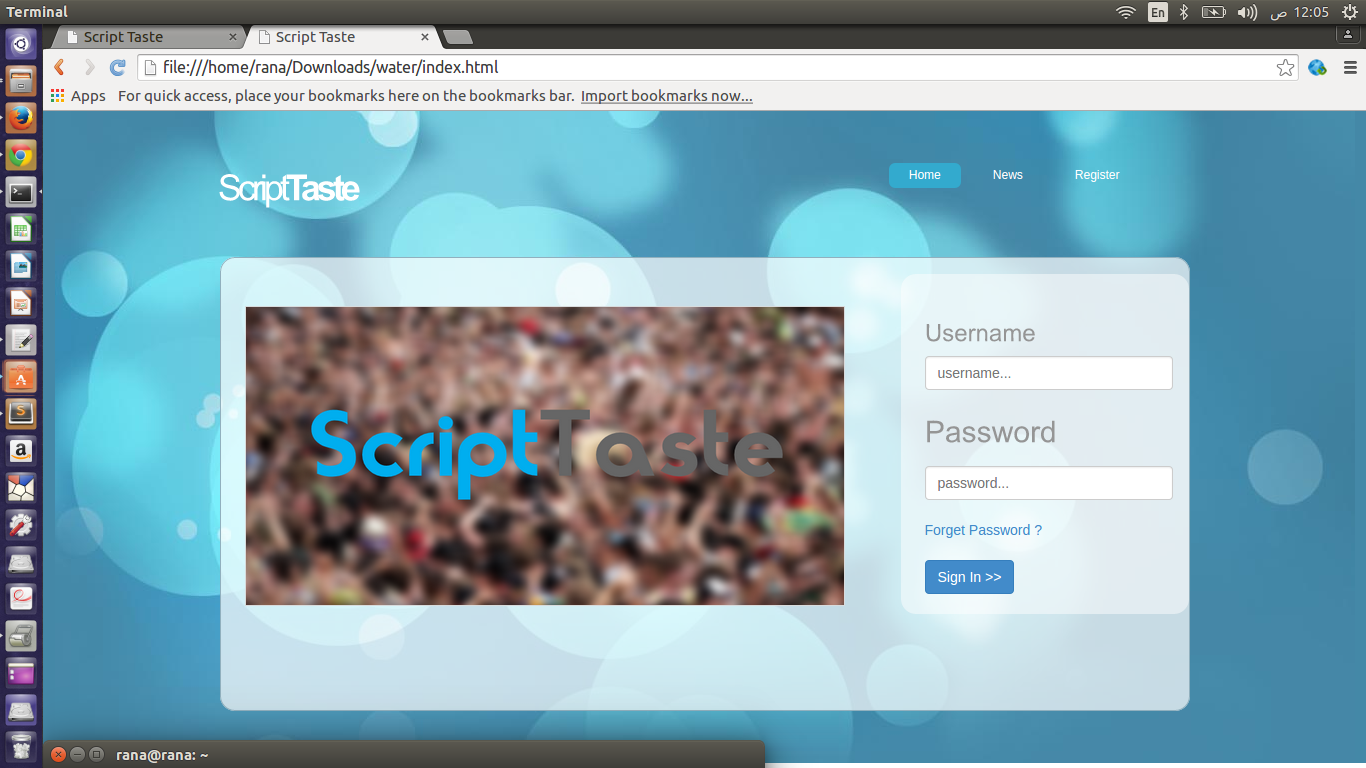 Terminal
En
12:05 ص
Script Taste
Script Taste
file:///home/rana/Downloads/water/index.html
Apps For quick access, place your bookmarks here on the bookmarks bar. Import bookmarks now...
ScriptTaste
Home
News
Register
ScriptTaste
Username
username...
Password
password...
Forget Password ?
Sign In >>
rana@rana: ~